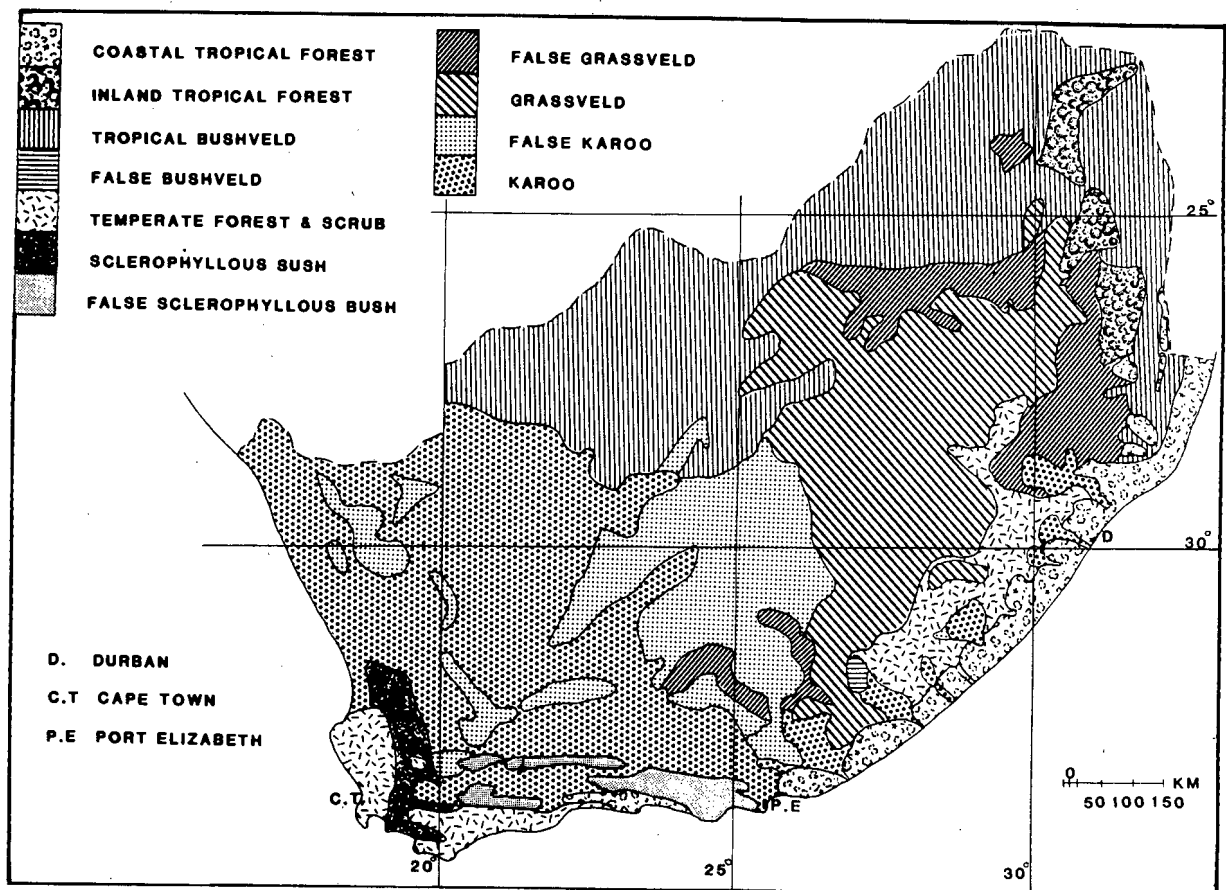 COASTAL TROPICAL FOREST
INLAND TROPICAL FOREST
TROPICAL BUSHVELD
FALSE BUSHVELD
TEMPERATE FOREST & SCRUB
SCLEROPHYLLOUS BUSH
FALSE SCLEROPHYLLOUS BUSH
FALSE GRASSVELD
GRASSVELD
FALSE KAROO
KAROO
25°
30°
D
D. DURBAN
C.T CAPE TOWN
P.E PORT ELIZABETH
C.T.
P.E
0
KM
50 100 150
20°
25°
30°